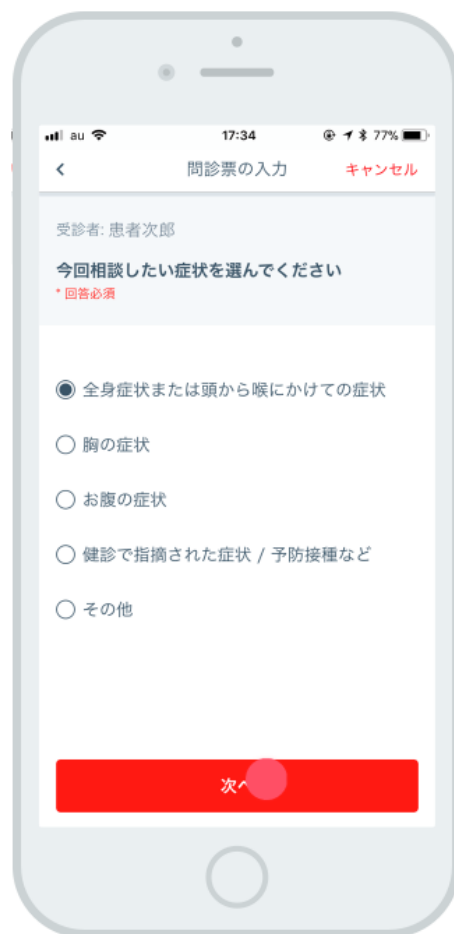 au 17:34 77%
問診票の入力 キャンセル
受診者: 患者次郎
今回相談したい症状を選んでください
* 回答必須
全身症状または頭から喉にかけての症状
胸の症状
お腹の症状
健診で指摘された症状 / 予防接種など
その他
次へ